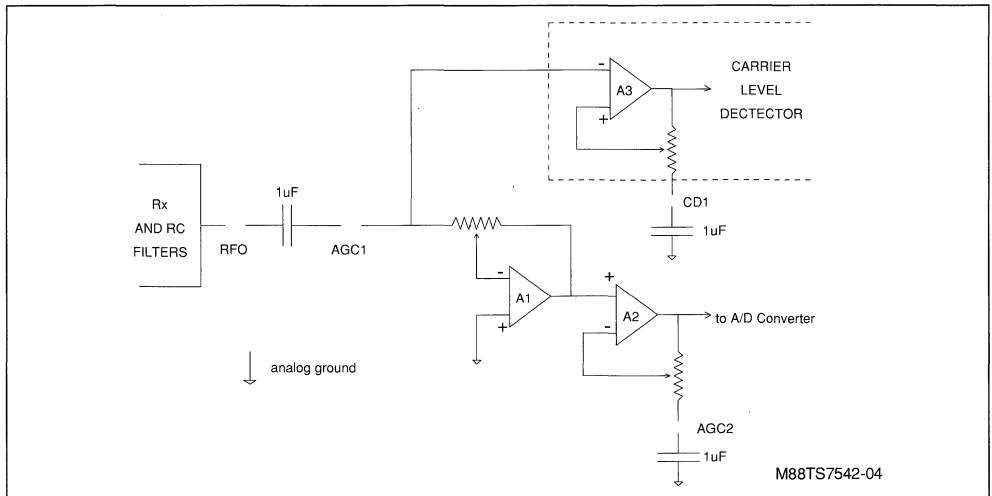 CARRIER
LEVEL
DECTECTOR
-
A3
+
CD1
1uF
Rx
AND RC
FILTERS
RFO
1uF
AGC1
-
A1
+
+
A2
-
to A/D Converter
analog ground
AGC2
1uF
M88TS7542-04